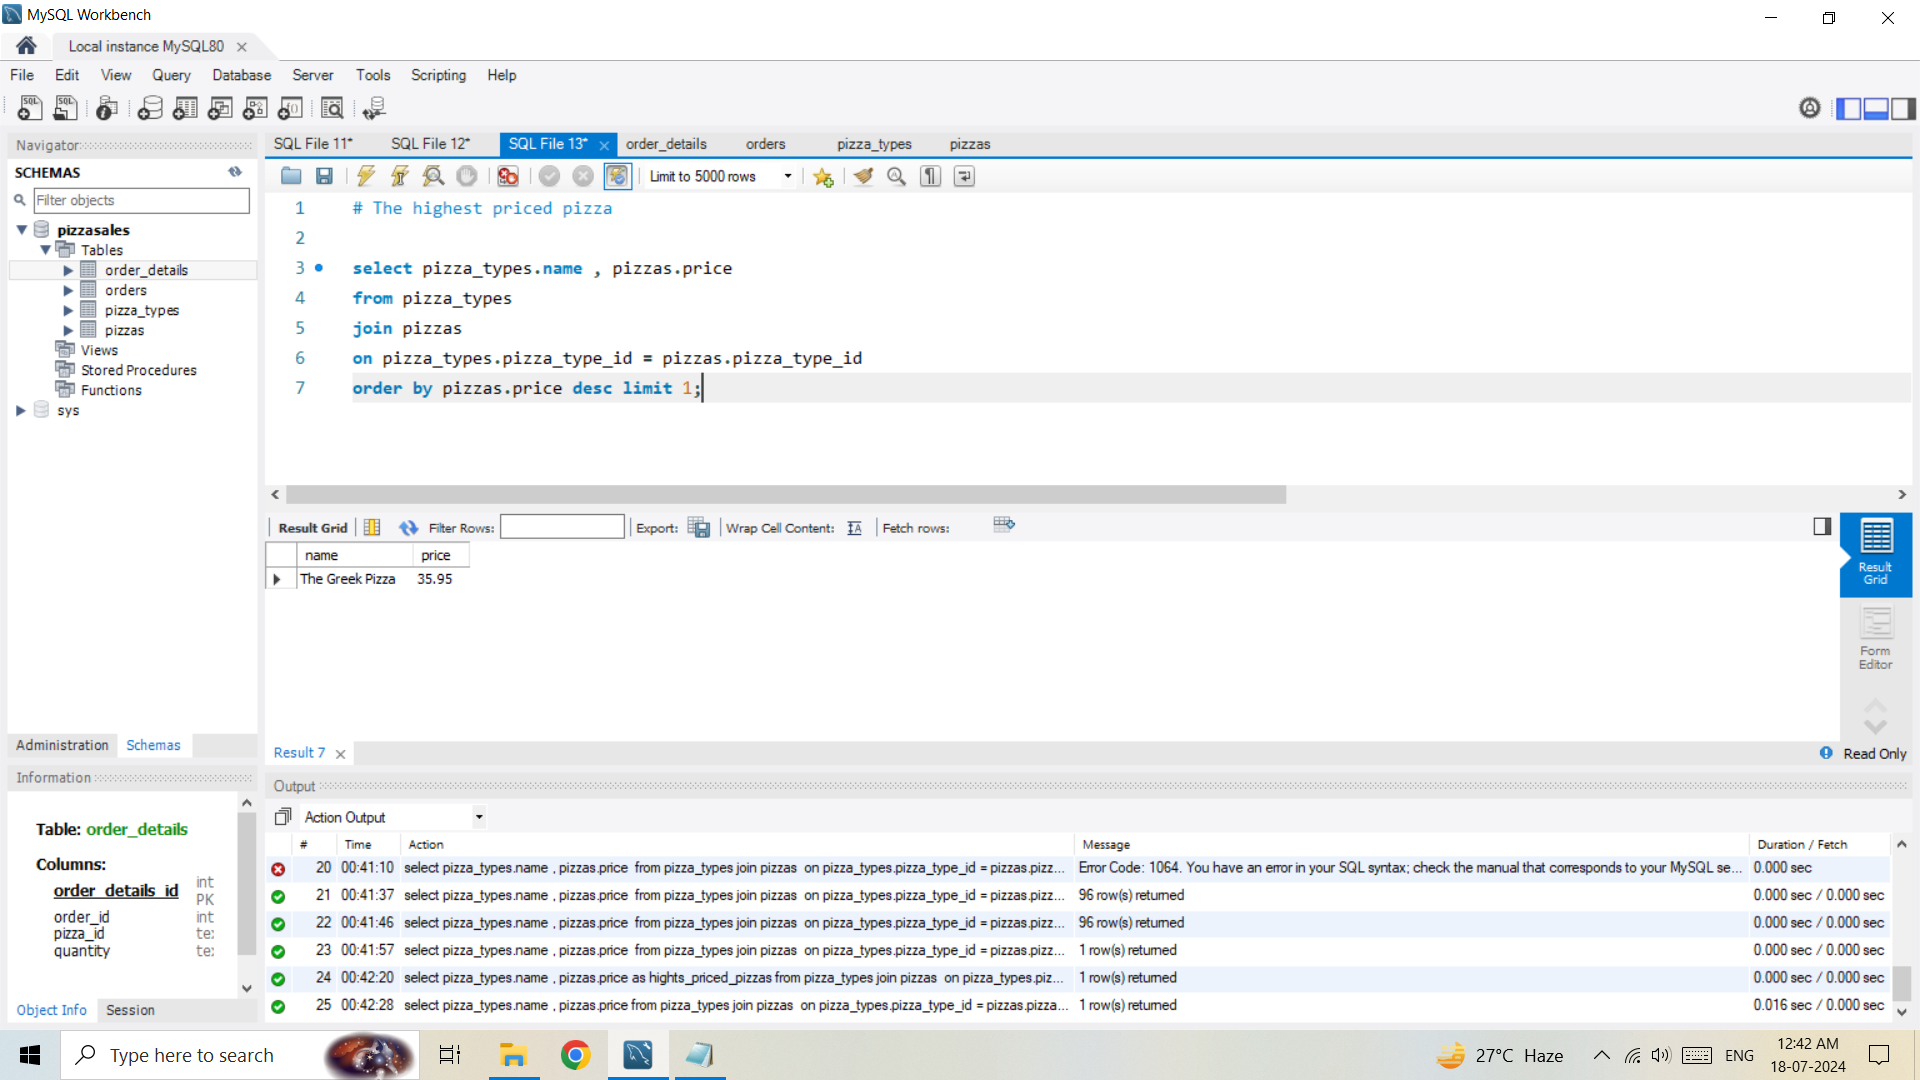 MySQL Workbench
Local instance MySQL80
File Edit View Query Database Server Tools Scripting Help
Navigator
SCHEMAS
Filter objects
pizzasales
Tables
order_details
orders
pizza_types
pizzas
Views
Stored Procedures
Functions
sys
Administration Schemas
Information
Table: order_details
Columns:
order_details_id int PK
order_id int
pizza_id
quantity
Object Info Session
SQL File 11* SQL File 12* SQL File 13* order_details orders pizza_types pizzas
Limit to 5000 rows
1 # The highest priced pizza
2
3 select pizza_types.name , pizzas.price
4 from pizza_types
5 join pizzas
6 on pizza_types.pizza_type_id = pizzas.pizza_type_id
7 order by pizzas.price desc limit 1;
Result Grid Filter Rows: Export: Wrap Cell Content: Fetch rows:
name price
The Greek Pizza 35.95
Result Grid
Form Editor
Result 7
Read Only
Output
Action Output
# Time Action Message Duration / Fetch
20 00:41:10 select pizza_types.name , pizzas.price from pizza_types join pizzas on pizza_types.pizza_type_id = pizzas.pizz... Error Code: 1064. You have an error in your SQL syntax; check the manual that corresponds to your MySQL se... 0.000 sec
21 00:41:37 select pizza_types.name , pizzas.price from pizza_types join pizzas on pizza_types.pizza_type_id = pizzas.pizz... 96 row(s) returned 0.000 sec / 0.000 sec
22 00:41:46 select pizza_types.name , pizzas.price from pizza_types join pizzas on pizza_types.pizza_type_id = pizzas.pizz... 96 row(s) returned 0.000 sec / 0.000 sec
23 00:41:57 select pizza_types.name , pizzas.price from pizza_types join pizzas on pizza_types.pizza_type_id = pizzas.pizz... 1 row(s) returned 0.000 sec / 0.000 sec
24 00:42:20 select pizza_types.name , pizzas.price as hights_priced_pizzas from pizza_types join pizzas on pizza_types.piz... 1 row(s) returned 0.000 sec / 0.000 sec
25 00:42:28 select pizza_types.name , pizzas.price from pizza_types join pizzas on pizza_types.pizza_type_id = pizzas.pizza... 1 row(s) returned 0.016 sec / 0.000 sec
Type here to search
27°C Haze
ENG
12:42 AM
18-07-2024